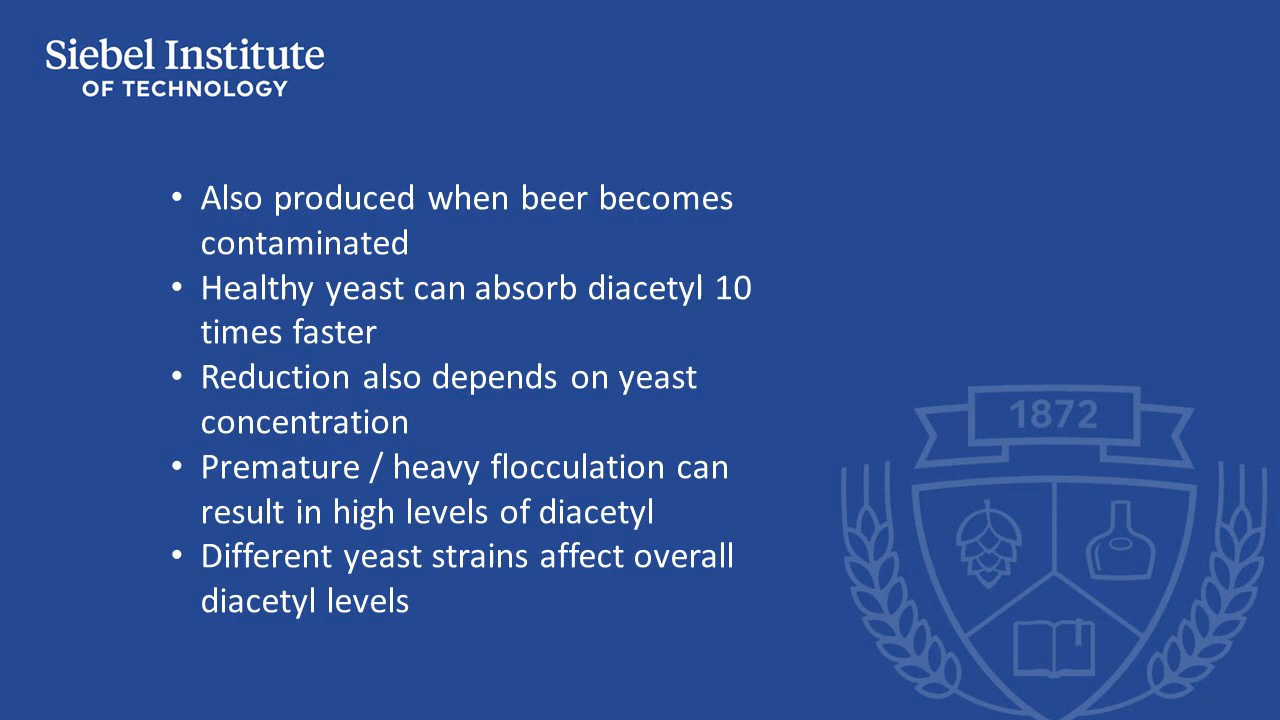 Siebel Institute
OF TECHNOLOGY
• Also produced when beer becomes
contaminated
• Healthy yeast can absorb diacetyl 10
times faster
• Reduction also depends on yeast
concentration
• Premature / heavy flocculation can
result in high levels of diacetyl
• Different yeast strains affect overall
diacetyl levels
1872